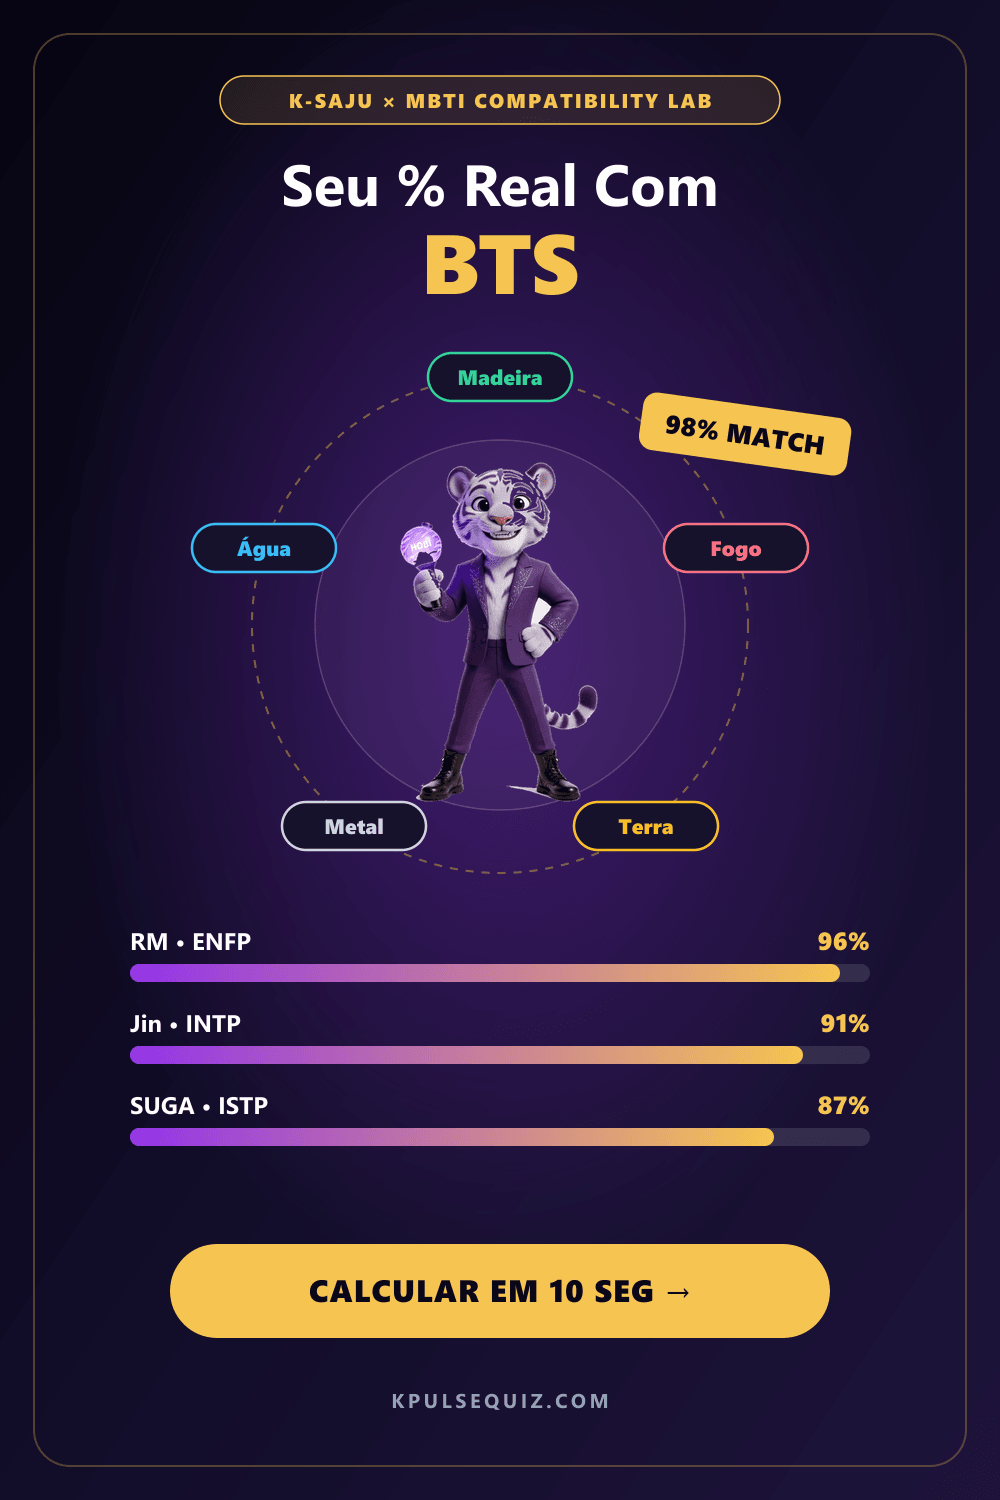 K-SAJU × MBTI COMPATIBILITY LAB
Seu % Real Com
BTS
Madeira
98% MATCH
Água
Fogo
HOBI
Metal
Terra
RM • ENFP 96%
Jin • INTP 91%
SUGA • ISTP 87%
CALCULAR EM 10 SEG →
KPULSEQUIZ.COM